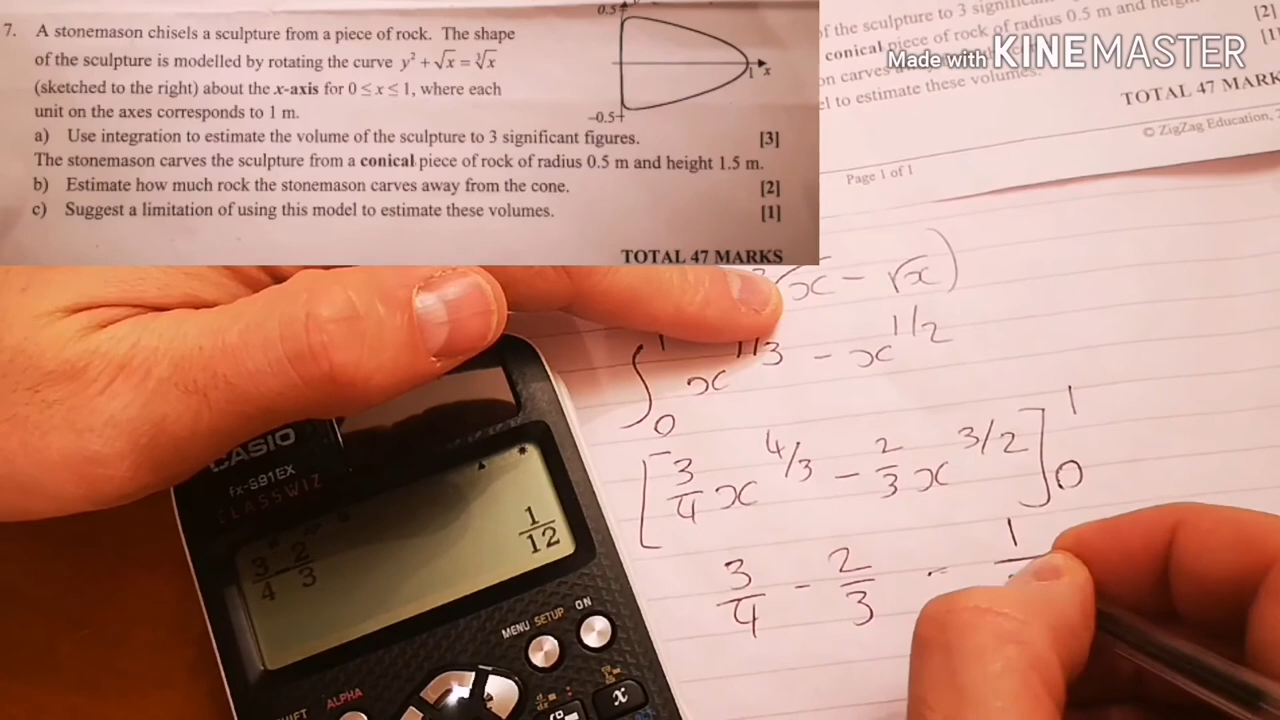 7. A stonemason chisels a sculpture from a piece of rock. The shape
of the sculpture is modelled by rotating the curve y² + √x = ∛x
(sketched to the right) about the x-axis for 0 ≤ x ≤ 1, where each
unit on the axes corresponds to 1 m.
a) Use integration to estimate the volume of the sculpture to 3 significant figures. [3]
The stonemason carves the sculpture from a conical piece of rock of radius 0.5 m and height 1.5 m.
b) Estimate how much rock the stonemason carves away from the cone. [2]
c) Suggest a limitation of using this model to estimate these volumes. [1]
TOTAL 47 MARKS
0.5
1 x
-0.5
of the sculpture to 3 [2]
conical piece of rock of radius 0.5 m and [1]
Made with KINEMASTER
on carves
el to estimate these volumes.
TOTAL 47 MARK
© ZigZag Education,
Page 1 of 1
√x - √x)
∫₀¹ x^1/3 - x^1/2
[3/4 x^4/3 - 2/3 x^3/2]₀¹
3/4 - 2/3 - 1
CASIO
fx-991EX
CLASSWIZ
3/4-2/3
1/12
MENU SETUP ON
ALPHA
x